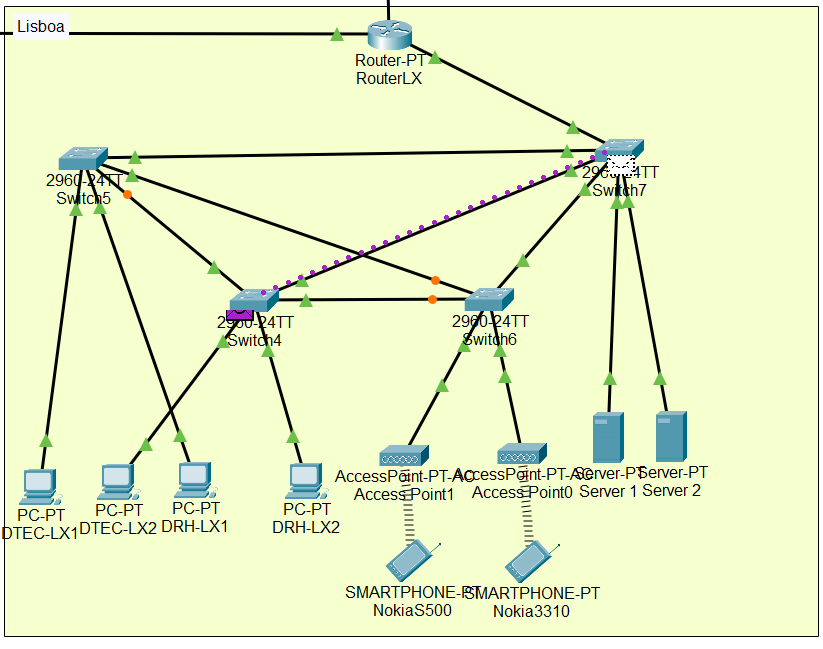 Lisboa
Router-PT
RouterLX
2960-24TT
Switch5
Switch7
2960-24TT
Switch4
2960-24TT
Switch6
PC-PT
DTEC-LX1
PC-PT
DTEC-LX2
PC-PT
DRH-LX1
PC-PT
DRH-LX2
AccessPoint-PT-AC
Access Point1
AccessPoint-PT-AC
Access Point0
Server-PT
Server 1
Server-PT
Server 2
SMARTPHONE-PT
NokiaS500
SMARTPHONE-PT
Nokia3310